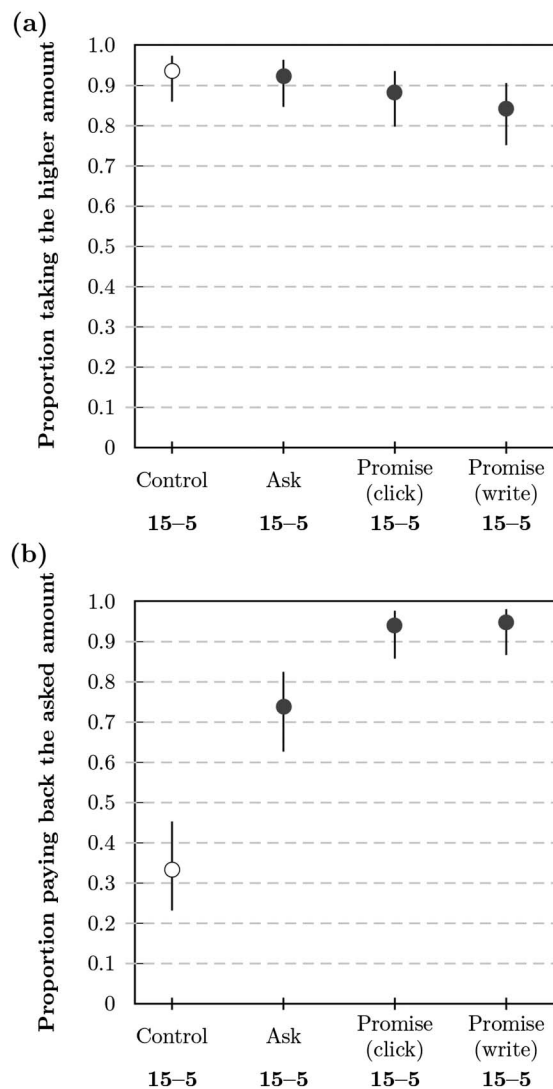 (a)
Proportion taking the higher amount
1.0
0.9
0.8
0.7
0.6
0.5
0.4
0.3
0.2
0.1
0
Control Ask Promise (click) Promise (write)
15–5 15–5 15–5 15–5
(b)
Proportion paying back the asked amount
1.0
0.9
0.8
0.7
0.6
0.5
0.4
0.3
0.2
0.1
0
Control Ask Promise (click) Promise (write)
15–5 15–5 15–5 15–5